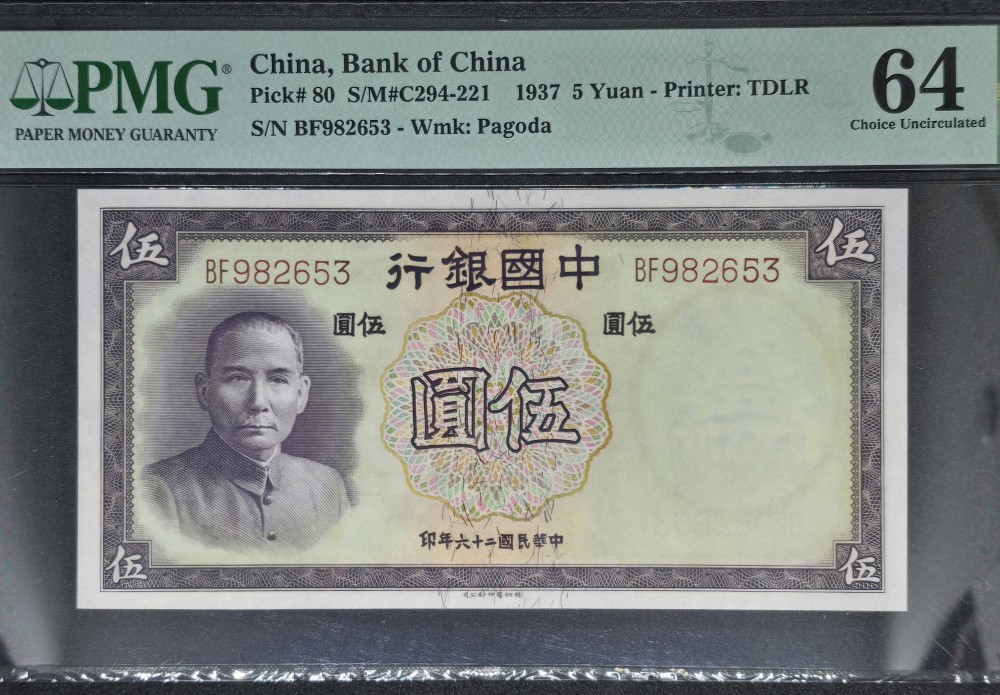 PMG®
PAPER MONEY GUARANTY
China, Bank of China
Pick# 80 S/M#C294-221 1937 5 Yuan - Printer: TDLR
S/N BF982653 - Wmk: Pagoda
64
Choice Uncirculated
伍
伍
BF982653
行銀國中
BF982653
圓伍
伍圓
圓伍
印年六十二國民華中
伍
伍